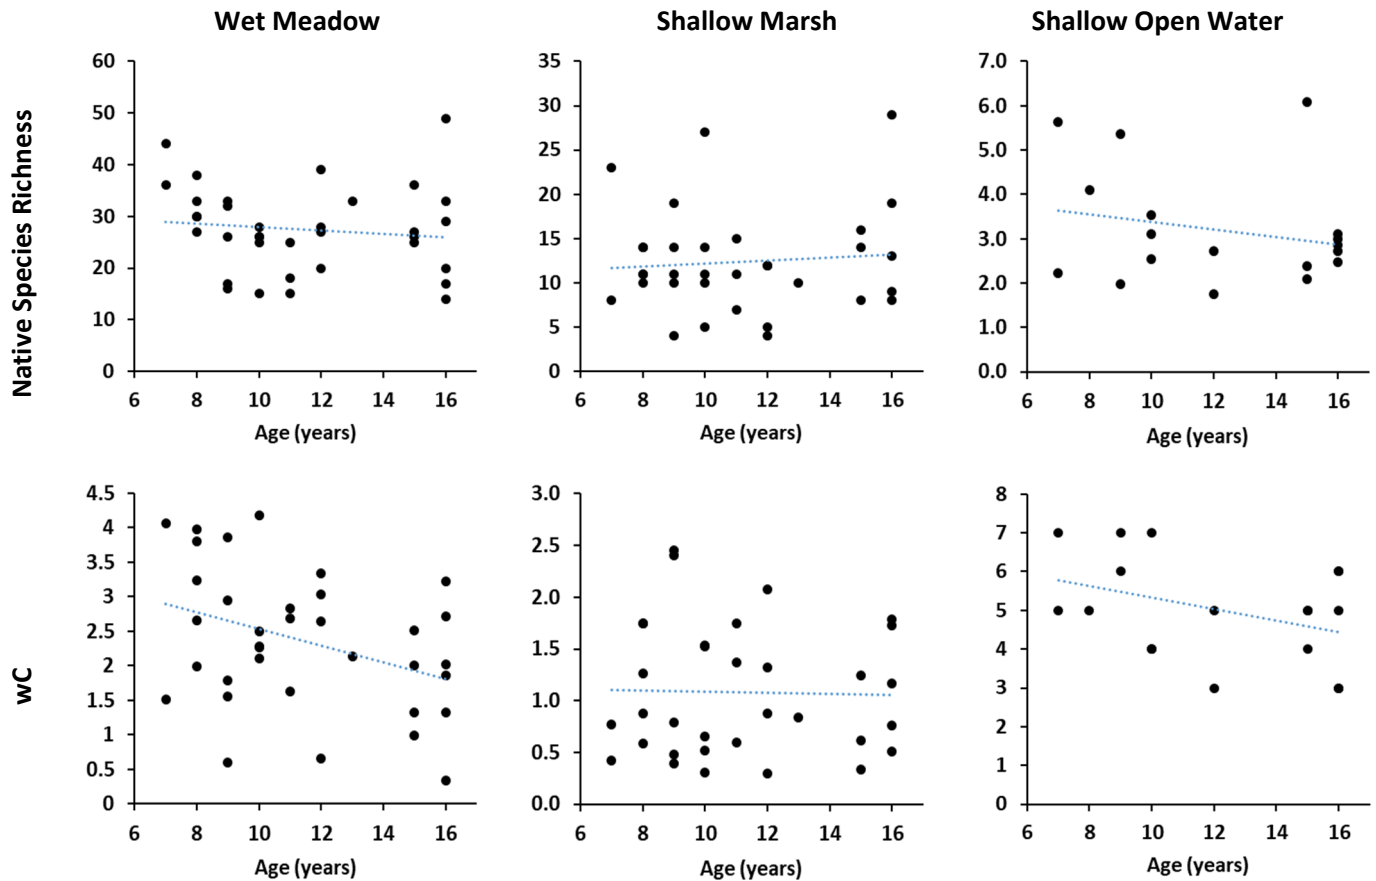 Wet Meadow
Shallow Marsh
Shallow Open Water
Native Species Richness
60
50
40
30
20
10
0
6 8 10 12 14 16
Age (years)
35
30
25
20
15
10
5
0
6 8 10 12 14 16
Age (years)
7.0
6.0
5.0
4.0
3.0
2.0
1.0
0.0
6 8 10 12 14 16
Age (years)
wC
4.5
4
3.5
3
2.5
2
1.5
1
0.5
0
6 8 10 12 14 16
Age (years)
3.0
2.5
2.0
1.5
1.0
0.5
0.0
6 8 10 12 14 16
Age (years)
8
7
6
5
4
3
2
1
0
6 8 10 12 14 16
Age (years)